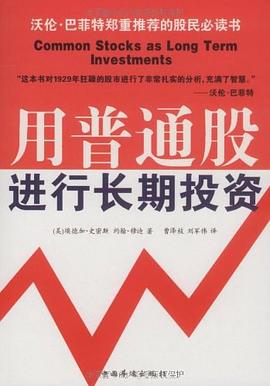 沃伦·巴菲特郑重推荐的股民必读书
Common Stocks as Long Term
Investments
“这本书对1929年狂躁的股市进行了非常扎实的分析，充满了智慧。”
——沃伦·巴菲特
用普通股
进行长期投资
(美)埃德加·史密斯 约翰·穆迪 著 曹泽枝 刘军伟 译